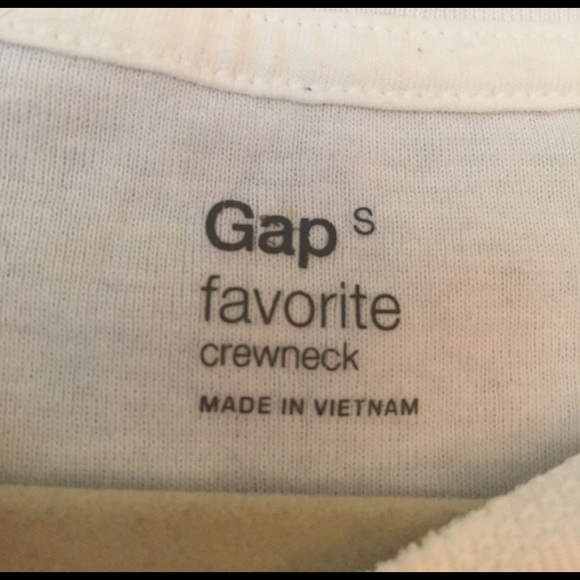 Gap S
favorite
crewneck
MADE IN VIETNAM